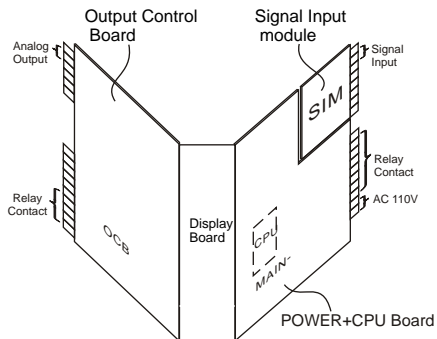 Output Control
Board
Signal Input
module
Analog
Output
Signal
Input
SIM
Relay
Contact
Relay
Contact
AC 110V
Display
Board
OCB
CPU
MAIN-
POWER+CPU Board